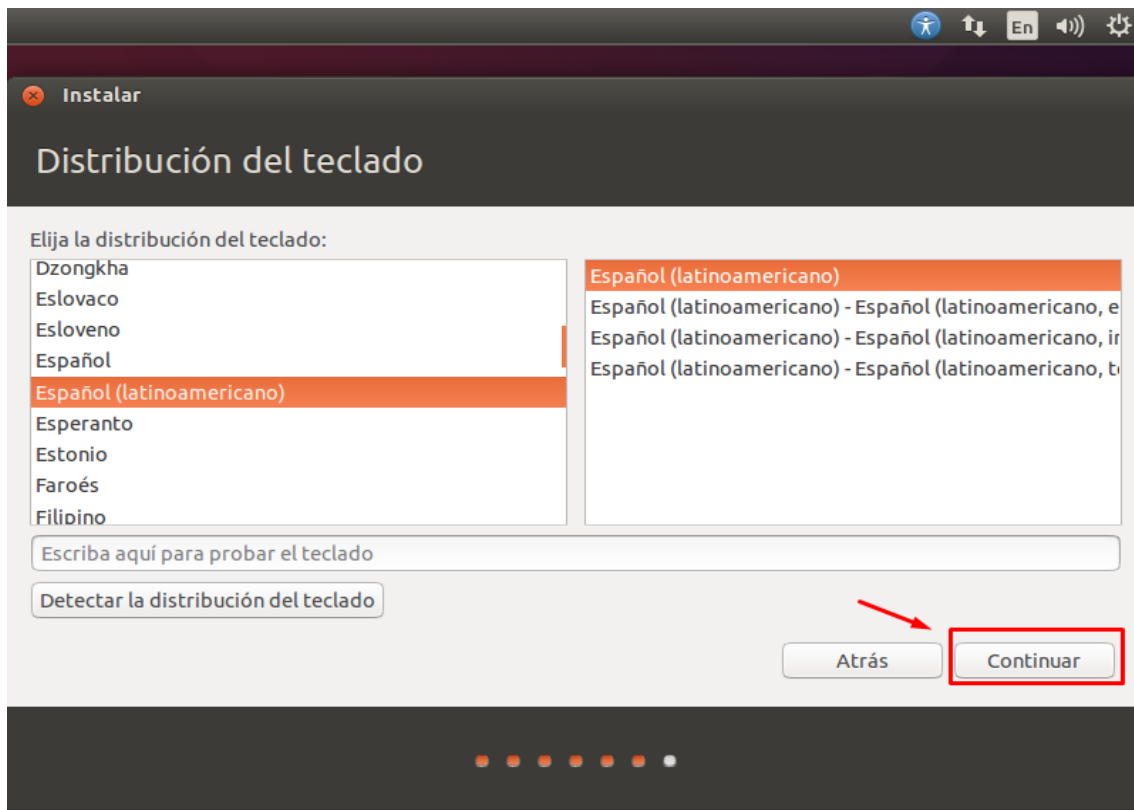 En
Instalar
Distribución del teclado
Elija la distribución del teclado:
Dzongkha
Eslovaco
Esloveno
Español
Español (latinoamericano)
Esperanto
Estonio
Faroés
Filipino
Español (latinoamericano)
Español (latinoamericano) - Español (latinoamericano, e
Español (latinoamericano) - Español (latinoamericano, in
Español (latinoamericano) - Español (latinoamericano, te
Escriba aquí para probar el teclado
Detectar la distribución del teclado
Atrás
Continuar